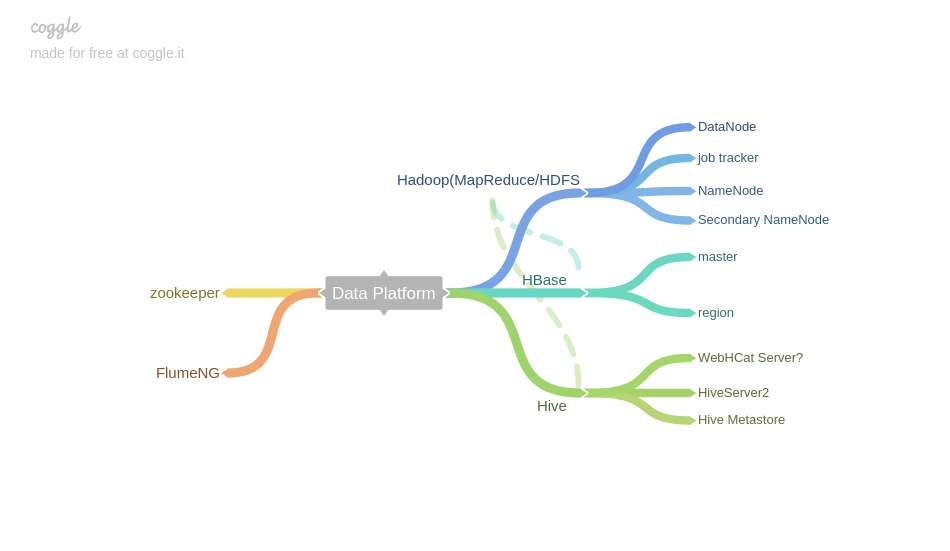 coggle
made for free at coggle.it
DataNode
job tracker
Hadoop(MapReduce/HDFS
NameNode
Secondary NameNode
master
HBase
zookeeper
Data Platform
region
WebHCat Server?
FlumeNG
HiveServer2
Hive
Hive Metastore